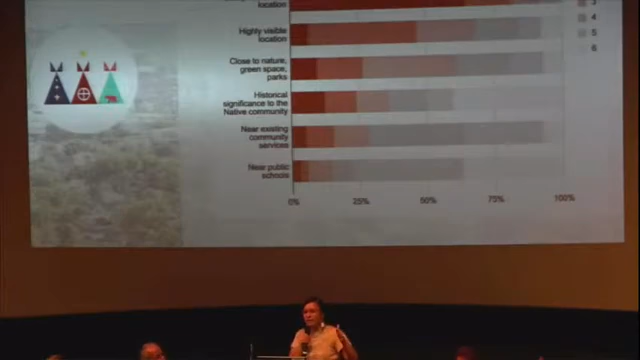 location
3
Highly visible
location
4
5
6
Close to nature,
green space,
parks
Historical
significance to the
Native community
Near existing
community
services
Near public
schools
0%
25%
50%
75%
100%